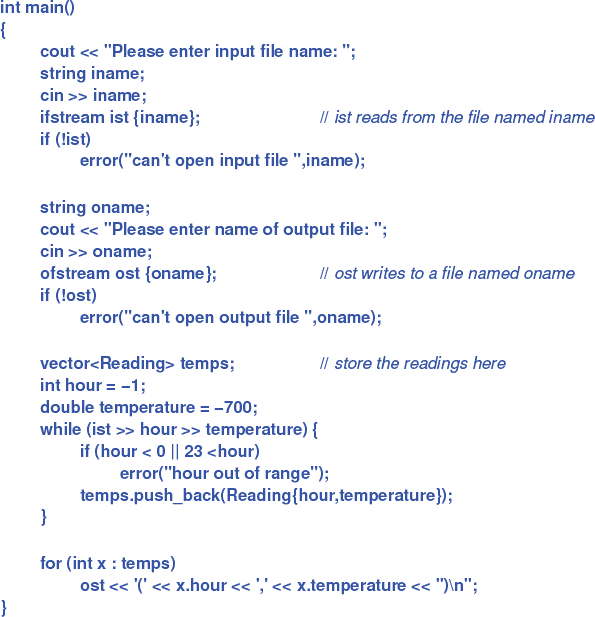 int main()
{
cout << "Please enter input file name: ";
string iname;
cin >> iname;
ifstream ist {iname}; // ist reads from the file named iname
if (!ist)
error("can't open input file ",iname);
string oname;
cout << "Please enter name of output file: ";
cin >> oname;
ofstream ost {oname}; // ost writes to a file named oname
if (!ost)
error("can't open output file ",oname);
vector<Reading> temps; // store the readings here
int hour = −1;
double temperature = −700;
while (ist >> hour >> temperature) {
if (hour < 0 || 23 <hour)
error("hour out of range");
temps.push_back(Reading{hour,temperature});
}
for (int x : temps)
ost << '(' << x.hour << ',' << x.temperature << ")\n";
}